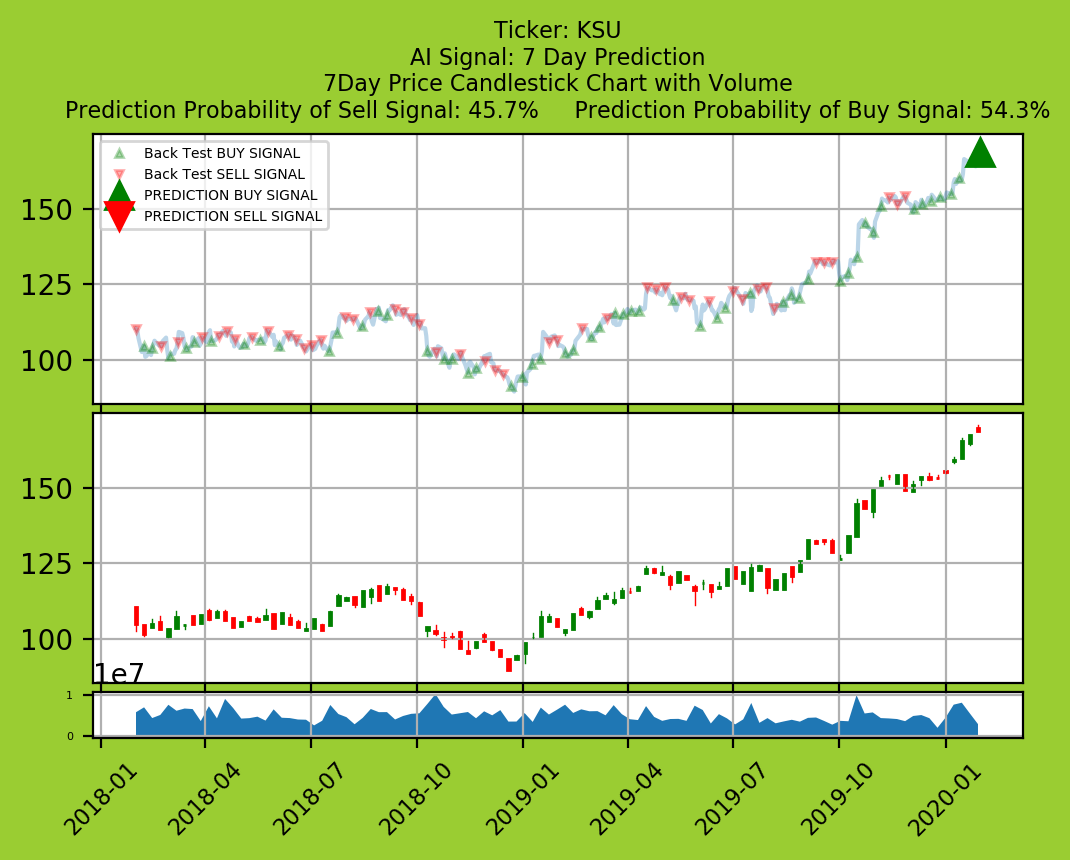 Ticker: KSU
AI Signal: 7 Day Prediction
7Day Price Candlestick Chart with Volume
Prediction Probability of Sell Signal: 45.7% Prediction Probability of Buy Signal: 54.3%
Back Test BUY SIGNAL
Back Test SELL SIGNAL
PREDICTION BUY SIGNAL
PREDICTION SELL SIGNAL
150
125
100
150
125
100
1e7
1
0
2018-01 2018-04 2018-07 2018-10 2019-01 2019-04 2019-07 2019-10 2020-01